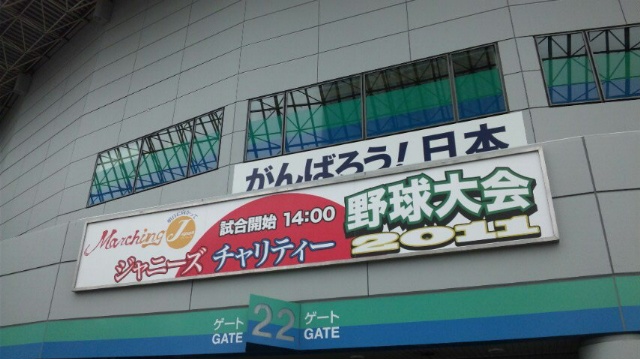 がんばろう!日本
Marching J
試合開始 14:00
野球大会
ジャニーズ チャリティー
2011
ゲート 22 ゲート
GATE GATE